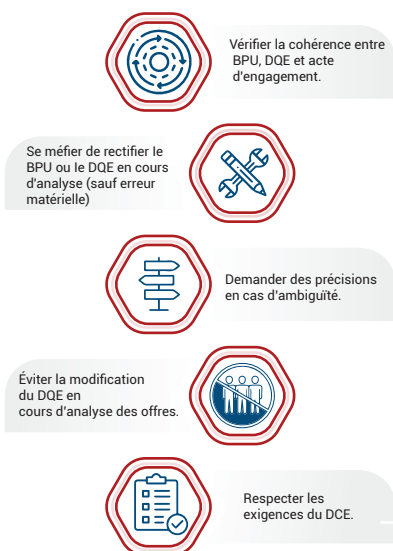 Vérifier la cohérence entre
BPU, DQE et acte
d'engagement.
Se méfier de rectifier le
BPU ou le DQE en cours
d'analyse (sauf erreur
matérielle)
Demander des précisions
en cas d'ambiguïté.
Éviter la modification
du DQE en
cours d'analyse des offres.
Respecter les
exigences du DCE.